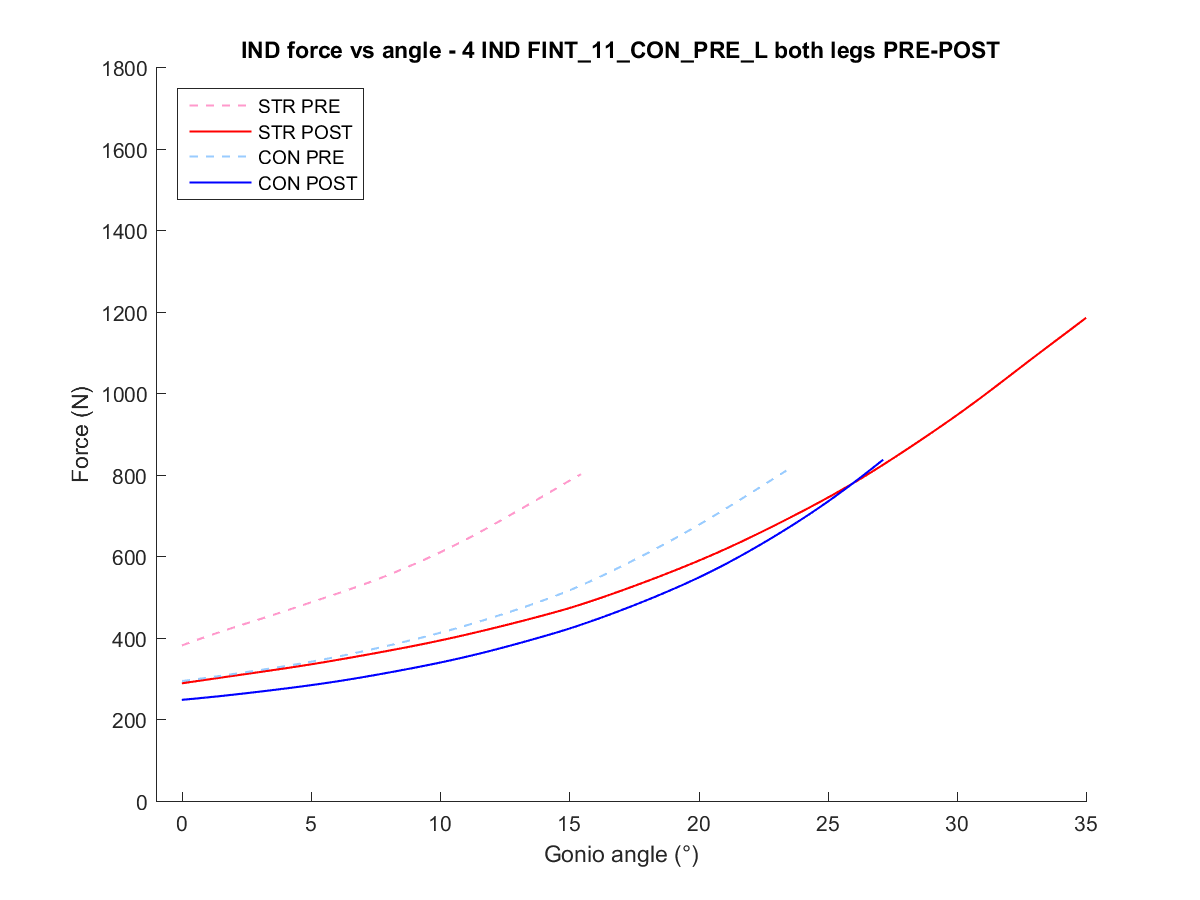 IND force vs angle - 4 IND FINT_11_CON_PRE_L both legs PRE-POST
1800
1600
1400
1200
1000
800
600
400
200
0
Force (N)
STR PRE
STR POST
CON PRE
CON POST
0 5 10 15 20 25 30 35
Gonio angle (°)